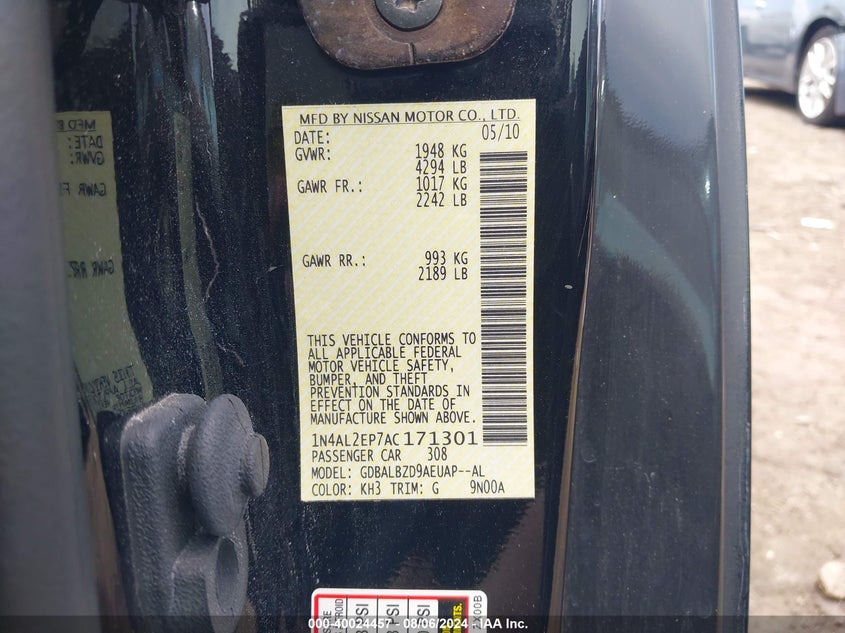 MFD BY NISSAN MOTOR CO., LTD.
DATE: 05/10
GVWR: 1948 KG
4294 LB
GAWR FR.: 1017 KG
2242 LB
GAWR RR.: 993 KG
2189 LB
THIS VEHICLE CONFORMS TO
ALL APPLICABLE FEDERAL
MOTOR VEHICLE SAFETY,
BUMPER, AND THEFT
PREVENTION STANDARDS IN
EFFECT ON THE DATE OF
MANUFACTURE SHOWN ABOVE.
1N4AL2EP7AC171301
PASSENGER CAR 308
MODEL: GDBALBZD9AEUAP--AL
COLOR: KH3 TRIM: G 9N00A
000-40024457 - 08/06/2024 - IAA Inc.